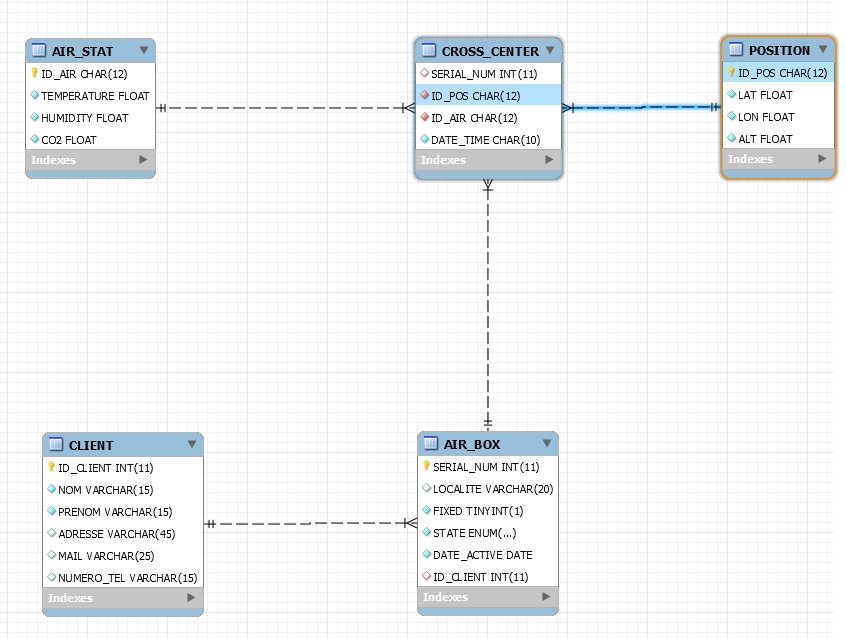 AIR_STAT
ID_AIR CHAR(12)
TEMPERATURE FLOAT
HUMIDITY FLOAT
CO2 FLOAT
Indexes
CROSS_CENTER
SERIAL_NUM INT(11)
ID_POS CHAR(12)
ID_AIR CHAR(12)
DATE_TIME CHAR(10)
Indexes
POSITION
ID_POS CHAR(12)
LAT FLOAT
LON FLOAT
ALT FLOAT
Indexes
CLIENT
ID_CLIENT INT(11)
NOM VARCHAR(15)
PRENOM VARCHAR(15)
ADRESSE VARCHAR(45)
MAIL VARCHAR(25)
NUMERO_TEL VARCHAR(15)
Indexes
AIR_BOX
SERIAL_NUM INT(11)
LOCALITE VARCHAR(20)
FIXED TINYINT(1)
STATE ENUM(...)
DATE_ACTIVE DATE
ID_CLIENT INT(11)
Indexes